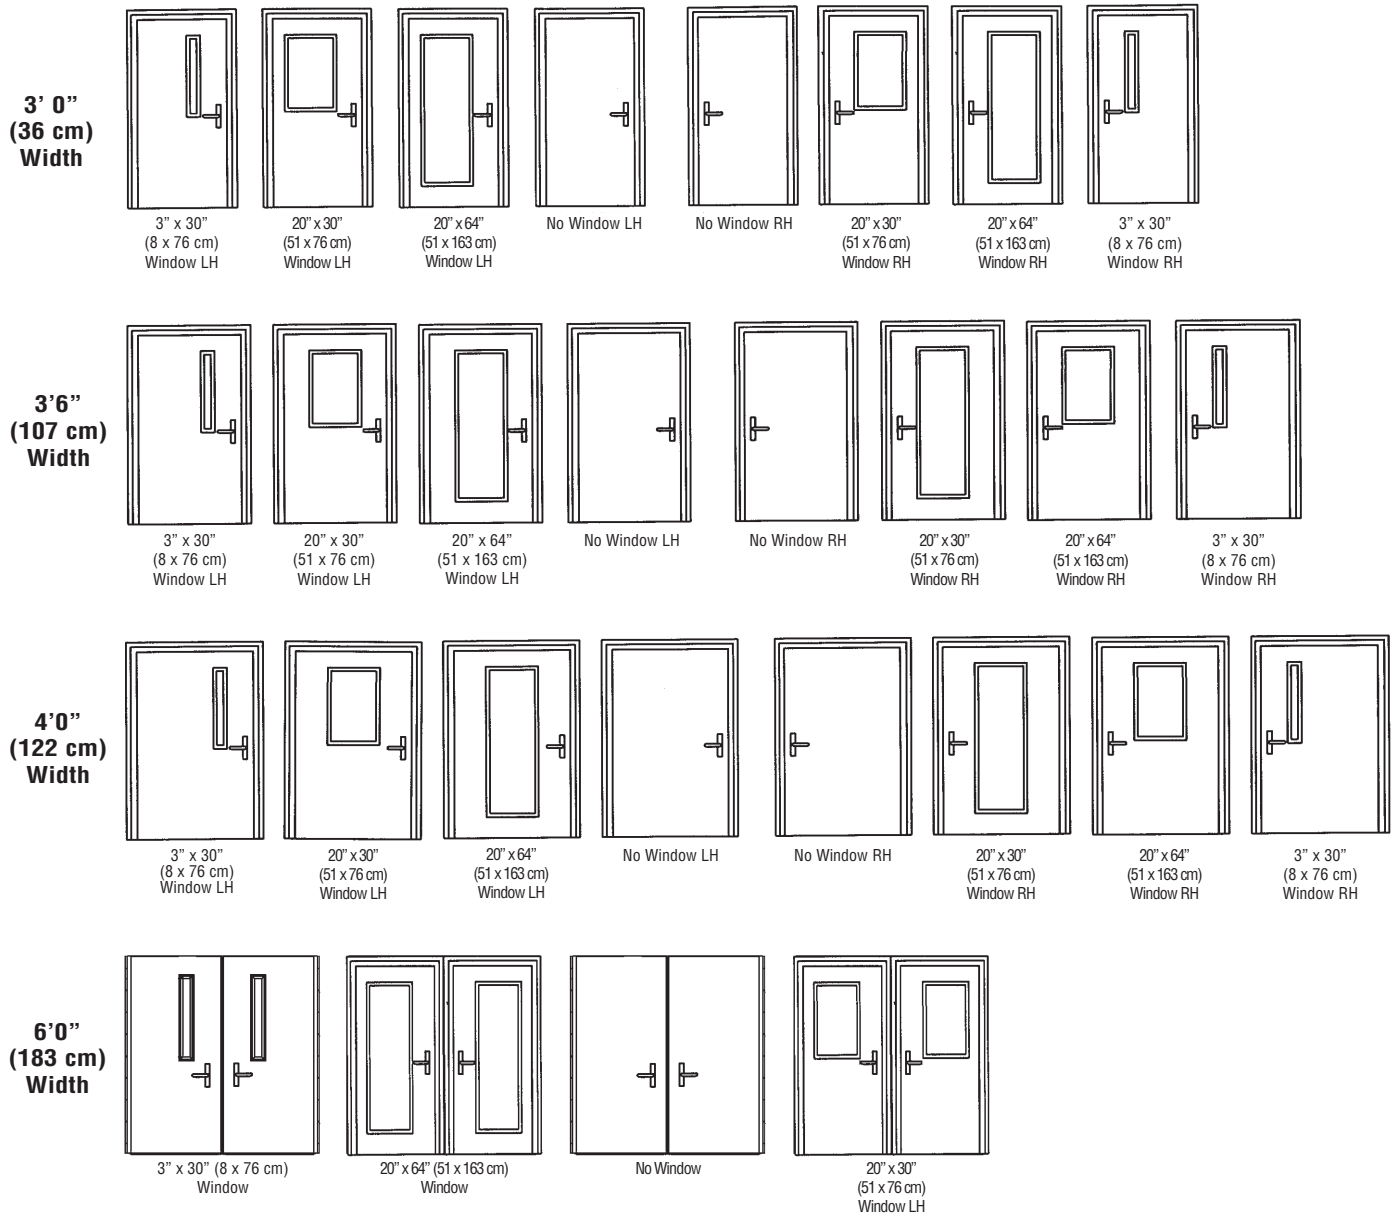 3’ 0”
(36 cm)
Width
3” x 30”
(8 x 76 cm)
Window LH
20” x 30”
(51 x 76 cm)
Window LH
20” x 64”
(51 x 163 cm)
Window LH
No Window LH
No Window RH
20” x 30”
(51 x 76 cm)
Window RH
20” x 64”
(51 x 163 cm)
Window RH
3” x 30”
(8 x 76 cm)
Window RH
3’6”
(107 cm)
Width
3” x 30”
(8 x 76 cm)
Window LH
20” x 30”
(51 x 76 cm)
Window LH
20” x 64”
(51 x 163 cm)
Window LH
No Window LH
No Window RH
20” x 30”
(51 x 76 cm)
Window RH
20” x 64”
(51 x 163 cm)
Window RH
3” x 30”
(8 x 76 cm)
Window RH
4’0”
(122 cm)
Width
3” x 30”
(8 x 76 cm)
Window LH
20” x 30”
(51 x 76 cm)
Window LH
20” x 64”
(51 x 163 cm)
Window LH
No Window LH
No Window RH
20” x 30”
(51 x 76 cm)
Window RH
20” x 64”
(51 x 163 cm)
Window RH
3” x 30”
(8 x 76 cm)
Window RH
6’0”
(183 cm)
Width
3” x 30” (8 x 76 cm)
Window
20” x 64” (51 x 163 cm)
Window
No Window
20” x 30”
(51 x 76 cm)
Window LH